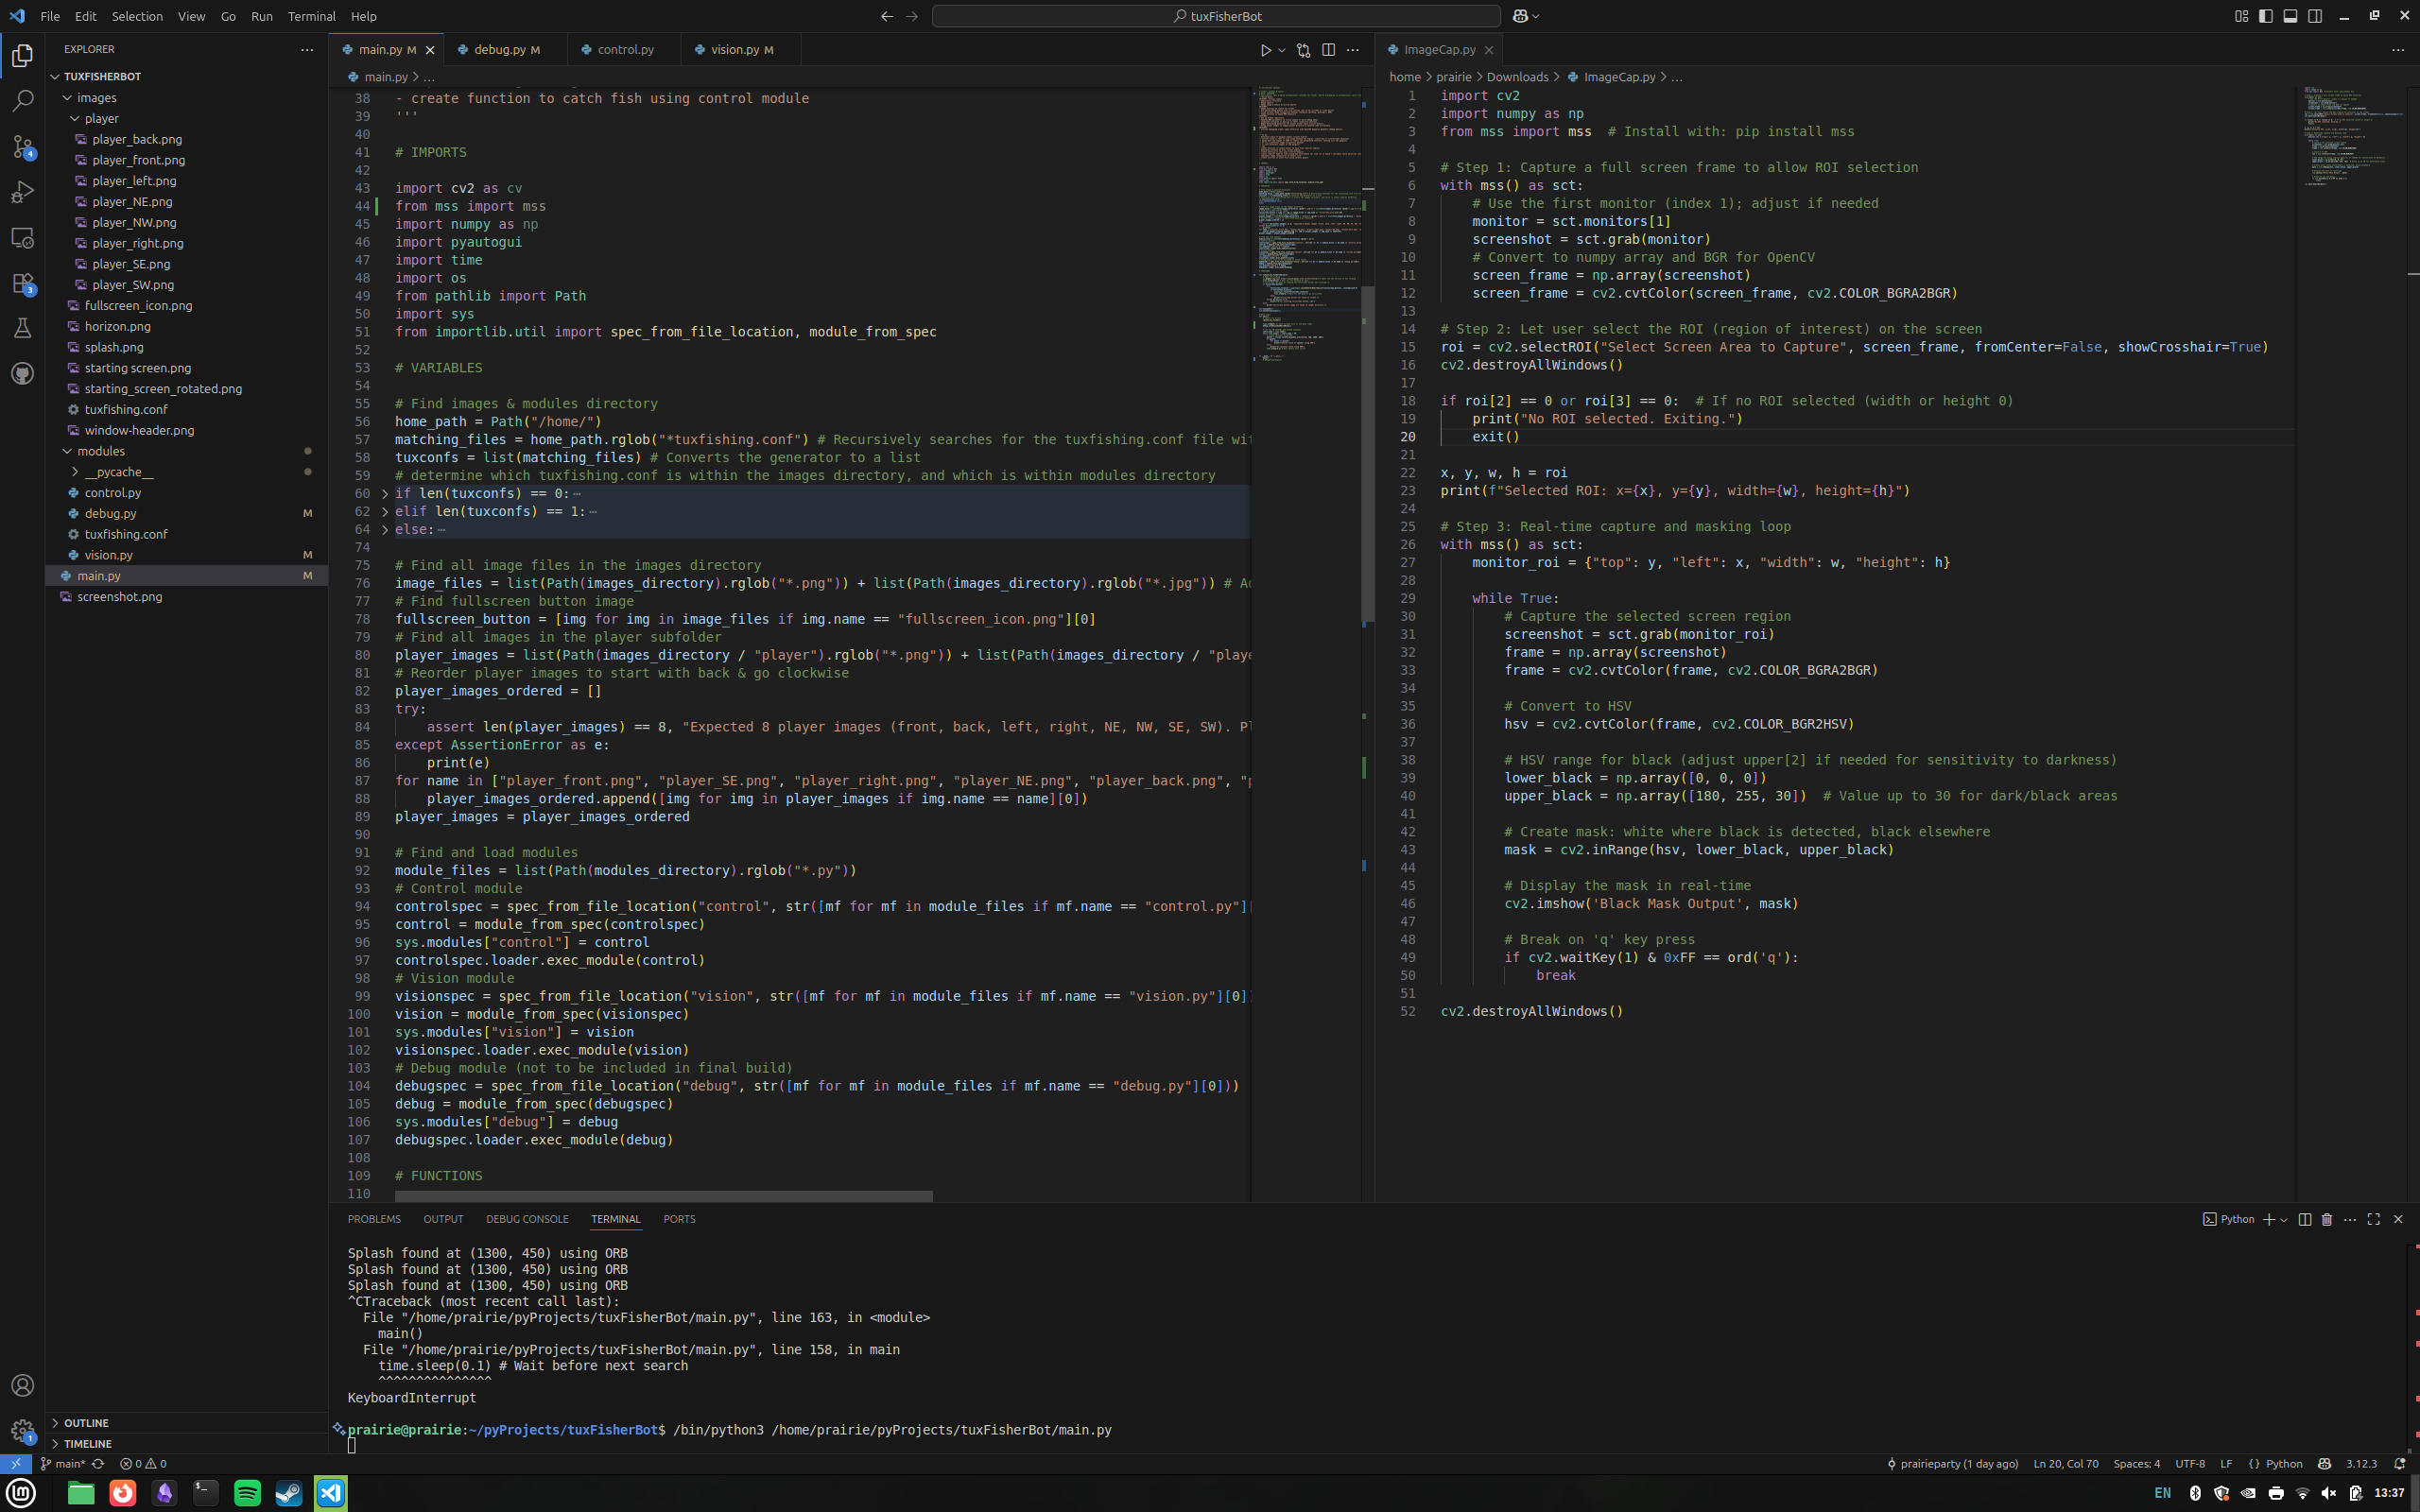 File Edit Selection View Go Run Terminal Help
tuxFisherBot
EXPLORER
TUXFISHERBOT
images
player
player_back.png
player_front.png
player_left.png
player_NE.png
player_NW.png
player_right.png
player_SE.png
player_SW.png
fullscreen_icon.png
horizon.png
splash.png
starting screen.png
starting_screen_rotated.png
tuxfishing.conf
window-header.png
modules
__pycache__
control.py
debug.py M
tuxfishing.conf
vision.py M
main.py M
screenshot.png
OUTLINE
TIMELINE
4
3
1
main.py M debug.py M control.py vision.py M
main.py > ...
38 - create function to catch fish using control module
39 '''
40
41 # IMPORTS
42
43 import cv2 as cv
44 from mss import mss
45 import numpy as np
46 import pyautogui
47 import time
48 import os
49 from pathlib import Path
50 import sys
51 from importlib.util import spec_from_file_location, module_from_spec
52
53 # VARIABLES
54
55 # Find images & modules directory
56 home_path = Path("/home/")
57 matching_files = home_path.rglob("*tuxfishing.conf") # Recursively searches for the tuxfishing.conf file
58 tuxconfs = list(matching_files) # Converts the generator to a list
59 # determine which tuxfishing.conf is within the images directory, and which is within modules directory
60 if len(tuxconfs) == 0:···
62 elif len(tuxconfs) == 1:···
64 else:···
74
75 # Find all image files in the images directory
76 image_files = list(Path(images_directory).rglob("*.png")) + list(Path(images_directory).rglob("*.jpg")) #
77 # Find fullscreen button image
78 fullscreen_button = [img for img in image_files if img.name == "fullscreen_icon.png"][0]
79 # Find all images in the player subfolder
80 player_images = list(Path(images_directory / "player").rglob("*.png")) + list(Path(images_directory / "playe
81 # Reorder player images to start with back & go clockwise
82 player_images_ordered = []
83 try:
84 assert len(player_images) == 8, "Expected 8 player images (front, back, left, right, NE, NW, SE, SW).
85 except AssertionError as e:
86 print(e)
87 for name in ["player_front.png", "player_SE.png", "player_right.png", "player_NE.png", "player_back.png", "p
88 player_images_ordered.append([img for img in player_images if img.name == name][0])
89 player_images = player_images_ordered
90
91 # Find and load modules
92 module_files = list(Path(modules_directory).rglob("*.py"))
93 # Control module
94 controlspec = spec_from_file_location("control", str([mf for mf in module_files if mf.name == "control.py"][
95 control = module_from_spec(controlspec)
96 sys.modules["control"] = control
97 controlspec.loader.exec_module(control)
98 # Vision module
99 visionspec = spec_from_file_location("vision", str([mf for mf in module_files if mf.name == "vision.py"][0]
100 vision = module_from_spec(visionspec)
101 sys.modules["vision"] = vision
102 visionspec.loader.exec_module(vision)
103 # Debug module (not to be included in final build)
104 debugspec = spec_from_file_location("debug", str([mf for mf in module_files if mf.name == "debug.py"][0]))
105 debug = module_from_spec(debugspec)
106 sys.modules["debug"] = debug
107 debugspec.loader.exec_module(debug)
108
109 # FUNCTIONS
110
ImageCap.py
home > prairie > Downloads > ImageCap.py > ...
1 import cv2
2 import numpy as np
3 from mss import mss # Install with: pip install mss
4
5 # Step 1: Capture a full screen frame to allow ROI selection
6 with mss() as sct:
7 # Use the first monitor (index 1); adjust if needed
8 monitor = sct.monitors[1]
9 screenshot = sct.grab(monitor)
10 # Convert to numpy array and BGR for OpenCV
11 screen_frame = np.array(screenshot)
12 screen_frame = cv2.cvtColor(screen_frame, cv2.COLOR_BGRA2BGR)
13
14 # Step 2: Let user select the ROI (region of interest) on the screen
15 roi = cv2.selectROI("Select Screen Area to Capture", screen_frame, fromCenter=False, showCrosshair=True)
16 cv2.destroyAllWindows()
17
18 if roi[2] == 0 or roi[3] == 0: # If no ROI selected (width or height 0)
19 print("No ROI selected. Exiting.")
20 exit()
21
22 x, y, w, h = roi
23 print(f"Selected ROI: x={x}, y={y}, width={w}, height={h}")
24
25 # Step 3: Real-time capture and masking loop
26 with mss() as sct:
27 monitor_roi = {"top": y, "left": x, "width": w, "height": h}
28
29 while True:
30 # Capture the selected screen region
31 screenshot = sct.grab(monitor_roi)
32 frame = np.array(screenshot)
33 frame = cv2.cvtColor(frame, cv2.COLOR_BGRA2BGR)
34
35 # Convert to HSV
36 hsv = cv2.cvtColor(frame, cv2.COLOR_BGR2HSV)
37
38 # HSV range for black (adjust upper[2] if needed for sensitivity to darkness)
39 lower_black = np.array([0, 0, 0])
40 upper_black = np.array([180, 255, 30]) # Value up to 30 for dark/black areas
41
42 # Create mask: white where black is detected, black elsewhere
43 mask = cv2.inRange(hsv, lower_black, upper_black)
44
45 # Display the mask in real-time
46 cv2.imshow('Black Mask Output', mask)
47
48 # Break on 'q' key press
49 if cv2.waitKey(1) & 0xFF == ord('q'):
50 break
51
52 cv2.destroyAllWindows()
PROBLEMS OUTPUT DEBUG CONSOLE TERMINAL PORTS
Python
Splash found at (1300, 450) using ORB
Splash found at (1300, 450) using ORB
Splash found at (1300, 450) using ORB
^CTraceback (most recent call last):
File "/home/prairie/pyProjects/tuxFisherBot/main.py", line 163, in <module>
main()
File "/home/prairie/pyProjects/tuxFisherBot/main.py", line 158, in main
time.sleep(0.1) # Wait before next search
^^^^^^^^^^^^^^^
KeyboardInterrupt
prairie@prairie:~/pyProjects/tuxFisherBot$ /bin/python3 /home/prairie/pyProjects/tuxFisherBot/main.py
main* 0 0
prairieparty (1 day ago) Ln 20, Col 70 Spaces: 4 UTF-8 LF {} Python 3.12.3
EN 13:37